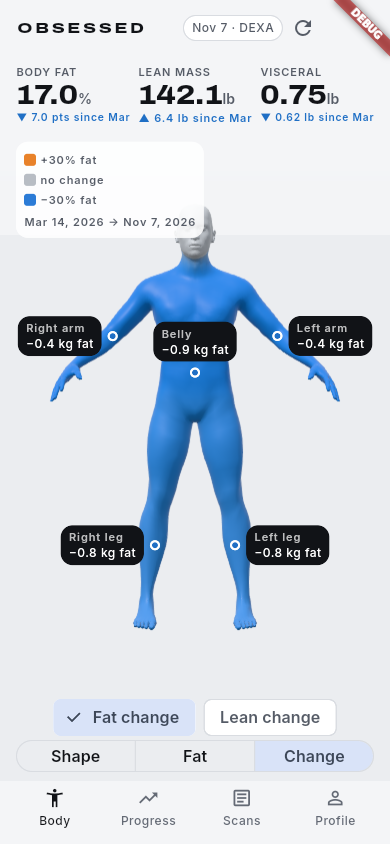 OBSESSED
Nov 7 · DEXA
DEBUG
BODY FAT
17.0%
▼ 7.0 pts since Mar
LEAN MASS
142.1lb
▲ 6.4 lb since Mar
VISCERAL
0.75lb
▼ 0.62 lb since Mar
+30% fat
no change
−30% fat
Mar 14, 2026 → Nov 7, 2026
Right arm
−0.4 kg fat
Belly
−0.9 kg fat
Left arm
−0.4 kg fat
Right leg
−0.8 kg fat
Left leg
−0.8 kg fat
Fat change
Lean change
Shape
Fat
Change
Body
Progress
Scans
Profile